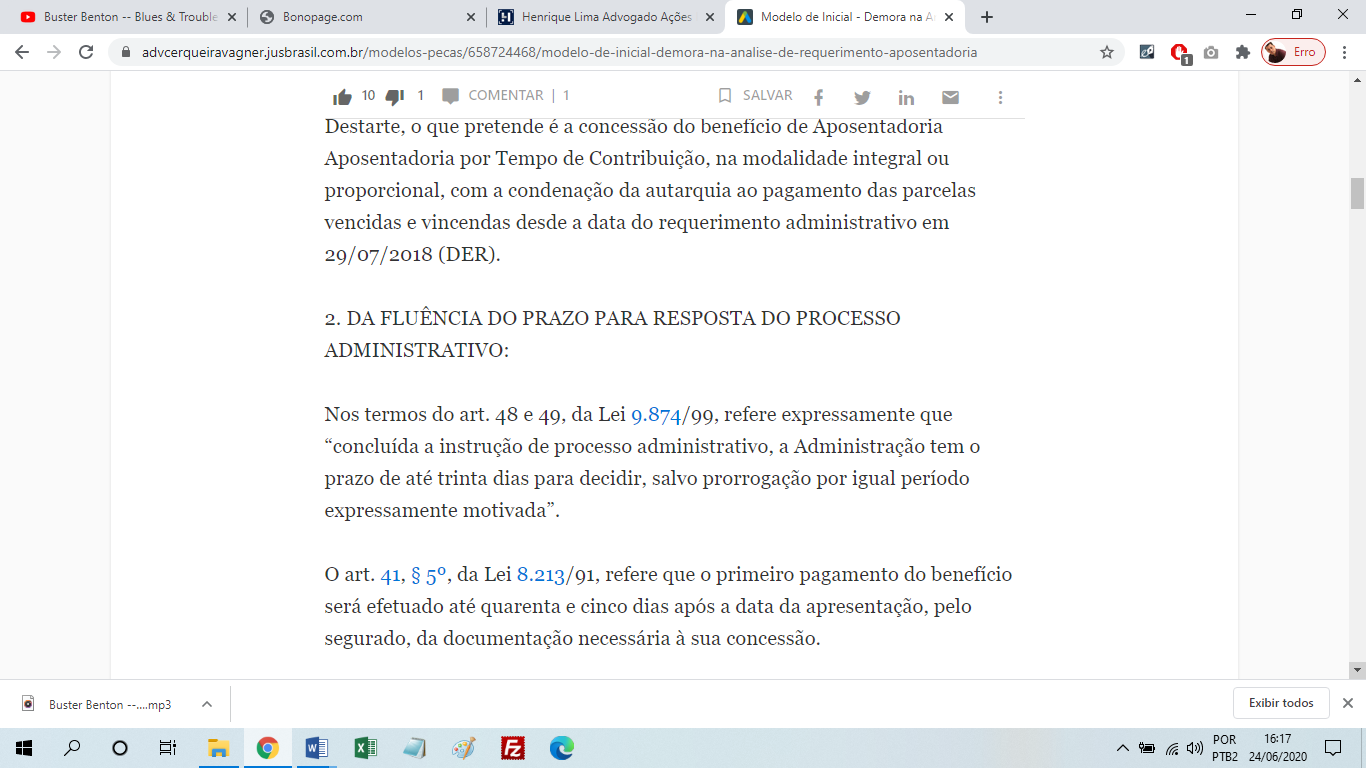 Buster Benton -- Blues & Trouble
Bonopage.com
Henrique Lima Advogado Ações
Modelo de Inicial - Demora na A
advcerqueiravagner.jusbrasil.com.br/modelos-pecas/658724468/modelo-de-inicial-demora-na-analise-de-requerimento-aposentadoria
1
Erro
10 1 COMENTAR | 1 SALVAR
Destarte, o que pretende é a concessão do benefício de Aposentadoria
Aposentadoria por Tempo de Contribuição, na modalidade integral ou
proporcional, com a condenação da autarquia ao pagamento das parcelas
vencidas e vincendas desde a data do requerimento administrativo em
29/07/2018 (DER).
2. DA FLUÊNCIA DO PRAZO PARA RESPOSTA DO PROCESSO
ADMINISTRATIVO:
Nos termos do art. 48 e 49, da Lei 9.874/99, refere expressamente que
“concluída a instrução de processo administrativo, a Administração tem o
prazo de até trinta dias para decidir, salvo prorrogação por igual período
expressamente motivada”.
O art. 41, § 5º, da Lei 8.213/91, refere que o primeiro pagamento do benefício
será efetuado até quarenta e cinco dias após a data da apresentação, pelo
segurado, da documentação necessária à sua concessão.
Buster Benton --....mp3
Exibir todos
POR
PTB2
16:17
24/06/2020